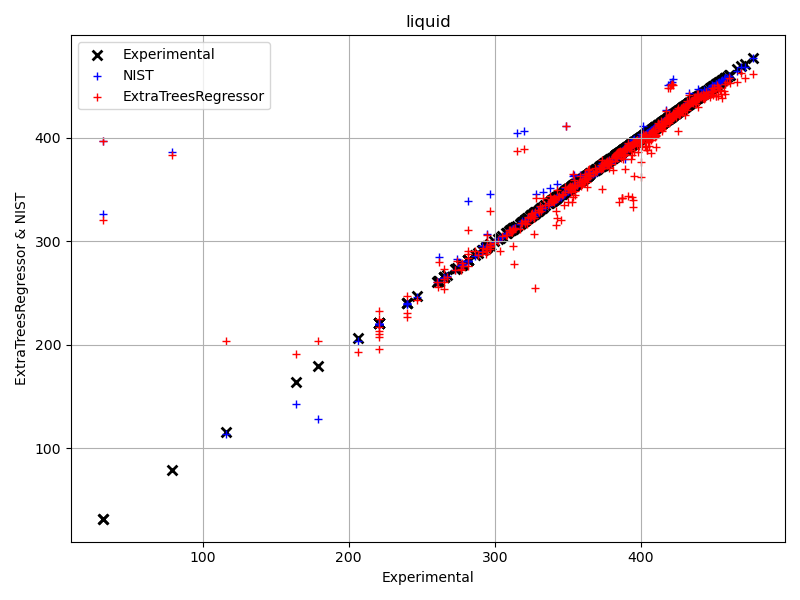 liquid
Experimental
NIST
ExtraTreesRegressor
ExtraTreesRegressor & NIST
400
300
200
100
100
200
300
400
Experimental